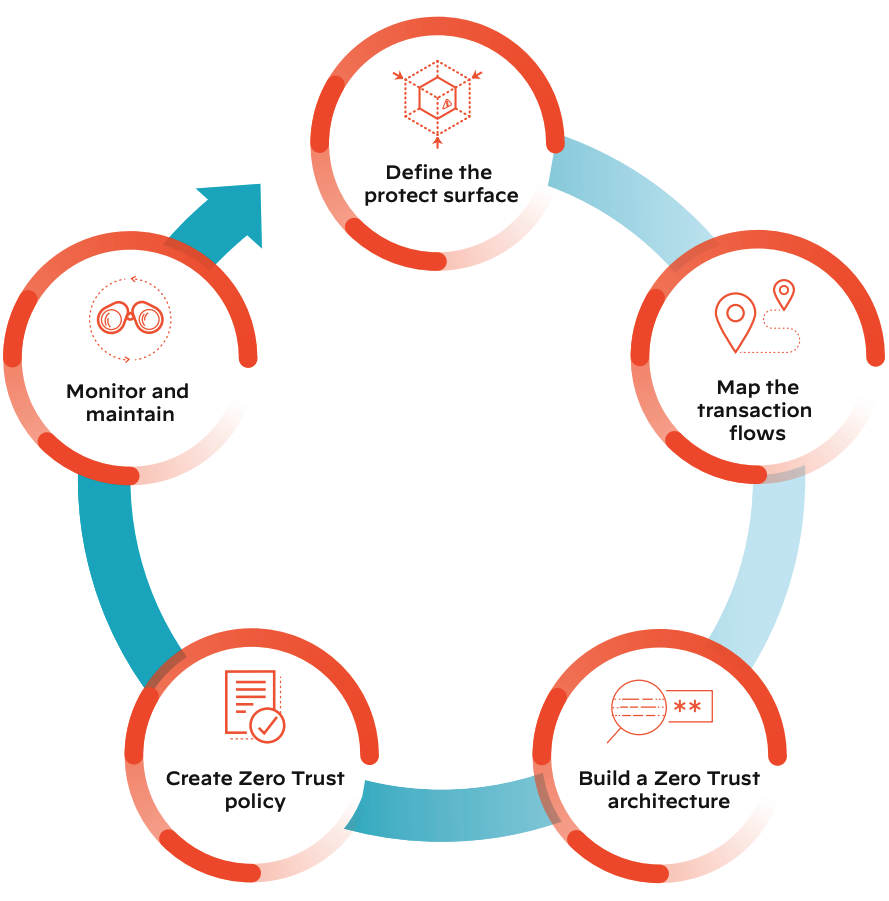 Define the
protect surface
Map the
transaction
flows
Build a Zero Trust
architecture
**
Create Zero Trust
policy
Monitor and
maintain